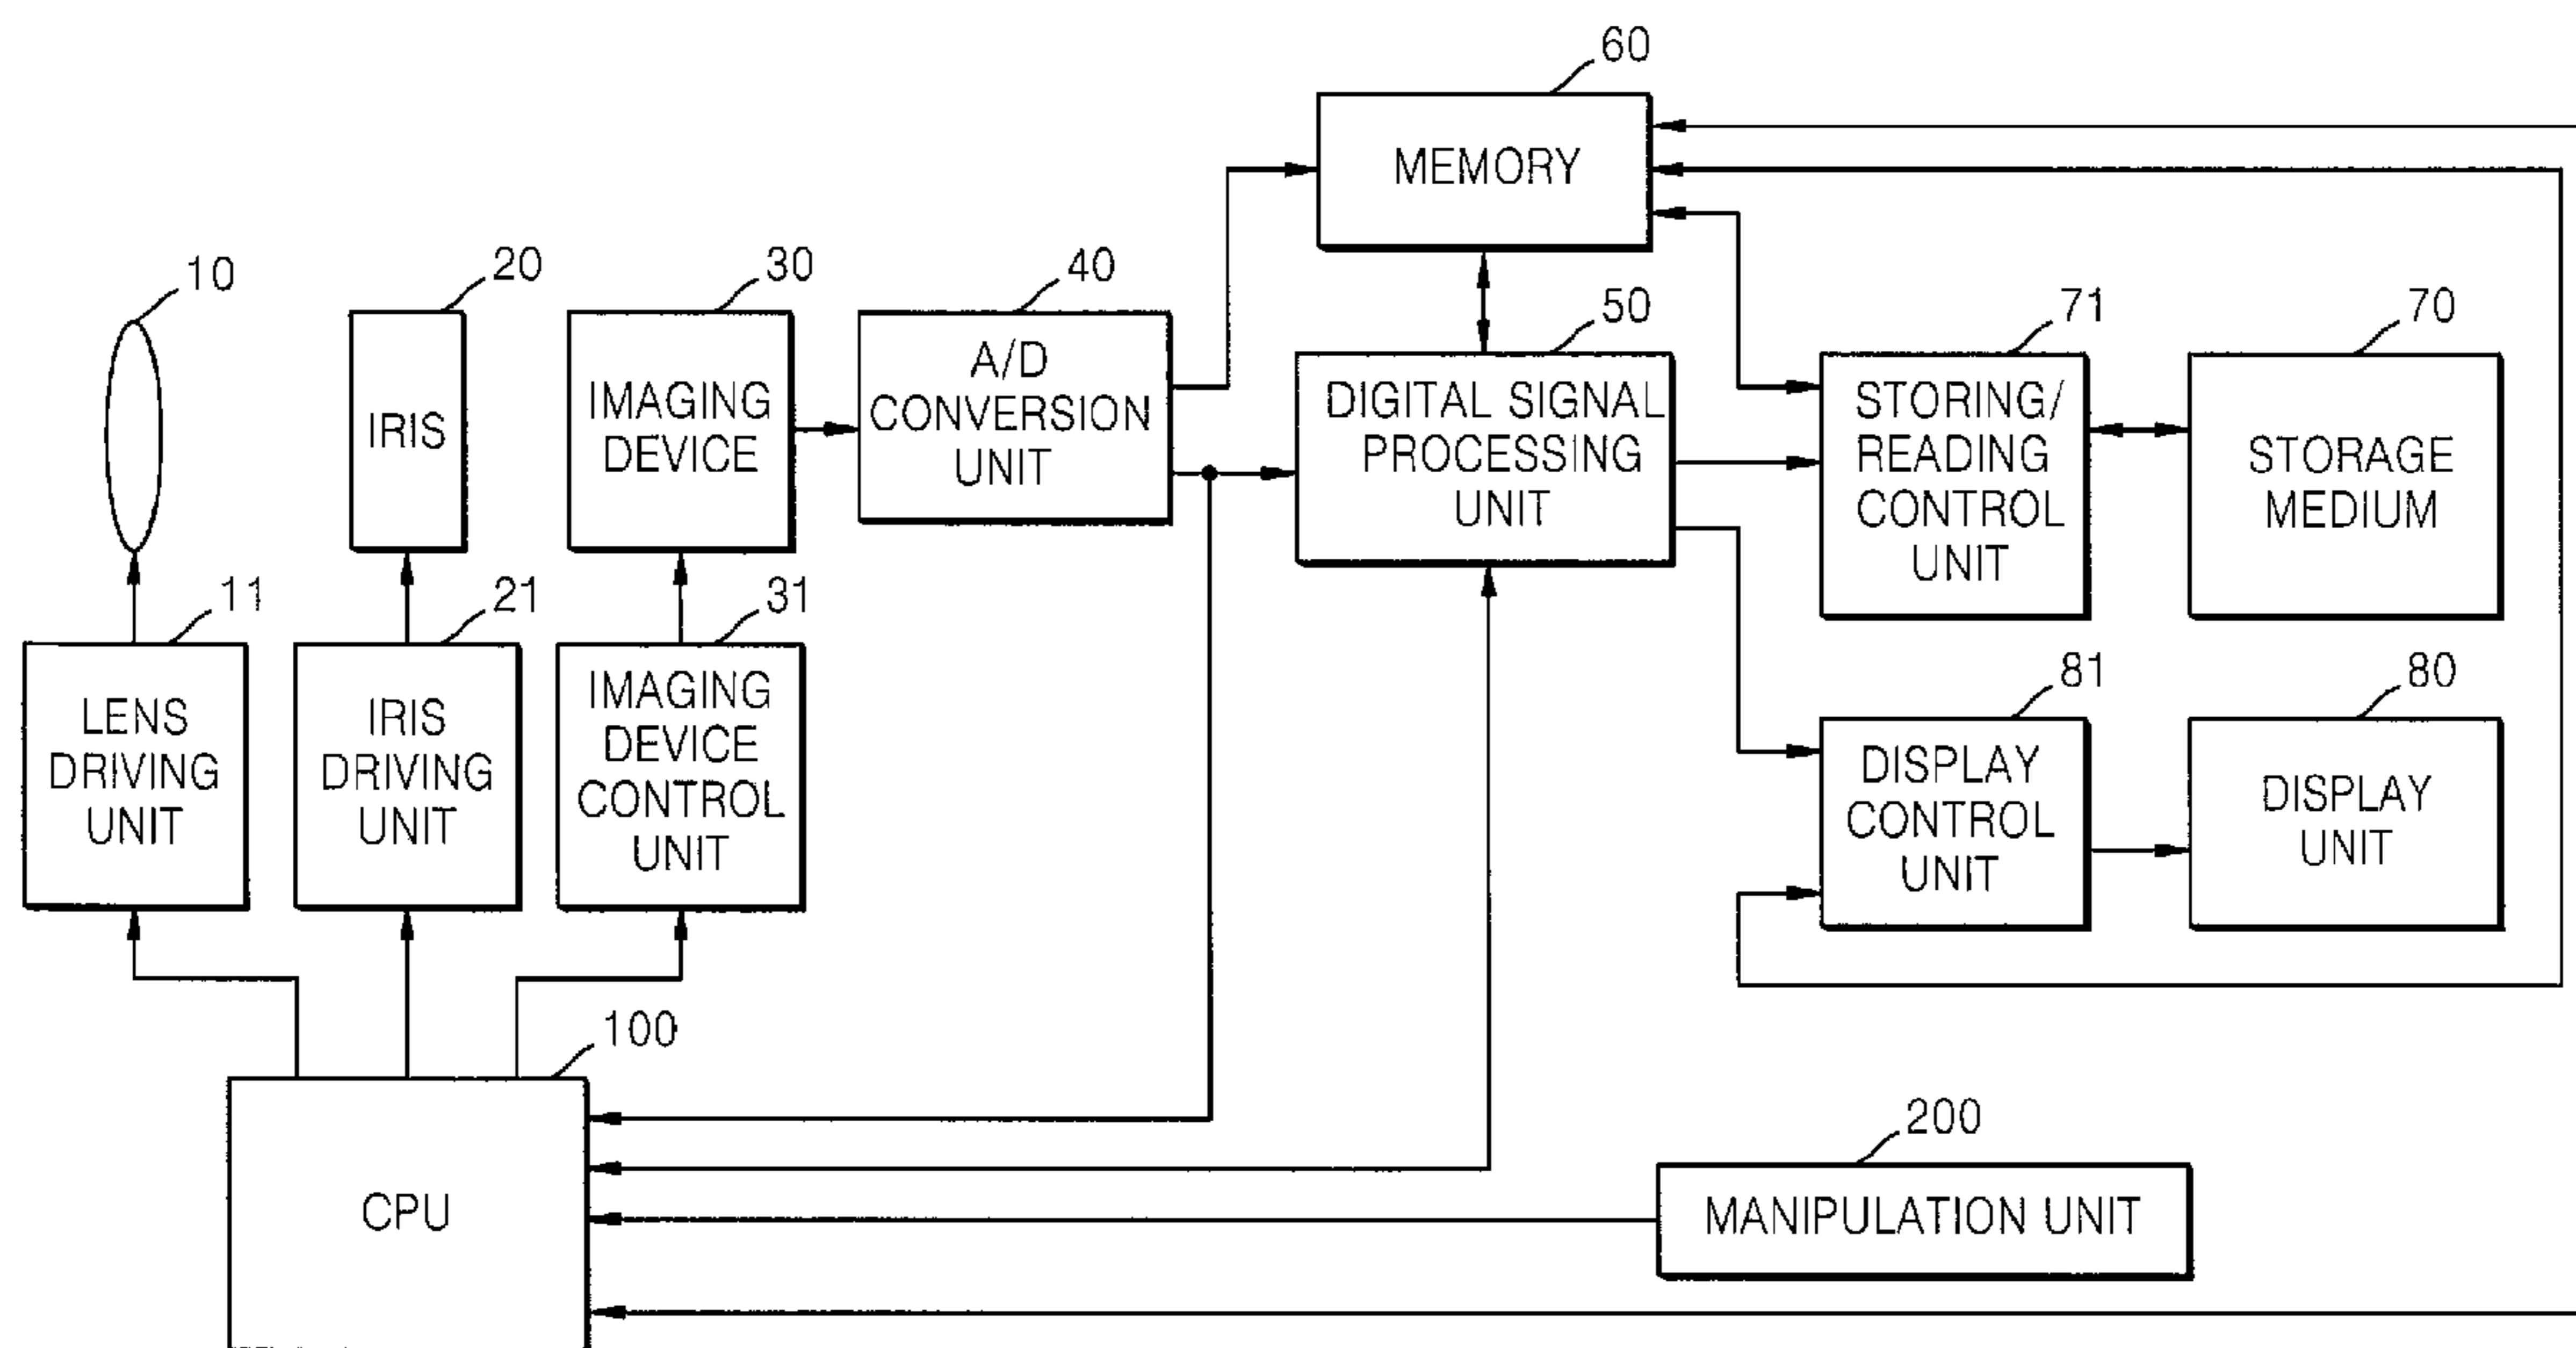 60
MEMORY
10
20
30
40
50
71
70
IRIS
IMAGING
DEVICE
A/D
CONVERSION
UNIT
DIGITAL SIGNAL
PROCESSING
UNIT
STORING/
READING
CONTROL
UNIT
STORAGE
MEDIUM
11
21
31
81
80
LENS
DRIVING
UNIT
IRIS
DRIVING
UNIT
IMAGING
DEVICE
CONTROL
UNIT
DISPLAY
CONTROL
UNIT
DISPLAY
UNIT
100
CPU
200
MANIPULATION UNIT